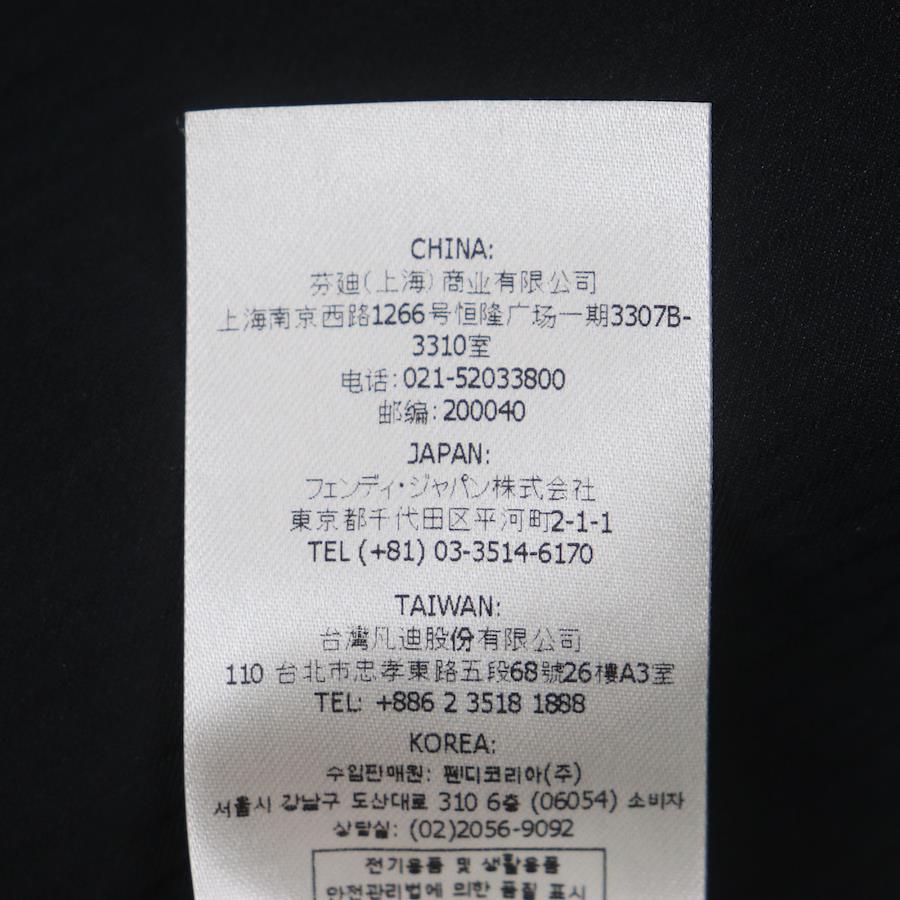 CHINA:
芬廸(上海)商业有限公司
上海南京西路1266号恒隆广场一期3307B-
3310室
电话:021-52033800
邮编:200040
JAPAN:
フェンディ・ジャパン株式会社
東京都千代田区平河町2-1-1
TEL (+81) 03-3514-6170
TAIWAN:
台灣凡迪股份有限公司
110 台北市忠孝東路五段68號26樓A3室
TEL: +886 2 3518 1888
KOREA:
수입판매원: 펜디코리아(주)
서울시 강남구 도산대로 310 6층 (06054) 소비자
상담실: (02)2056-9092
전기용품 및 생활용품
안전관리법에 의한 품질 표시